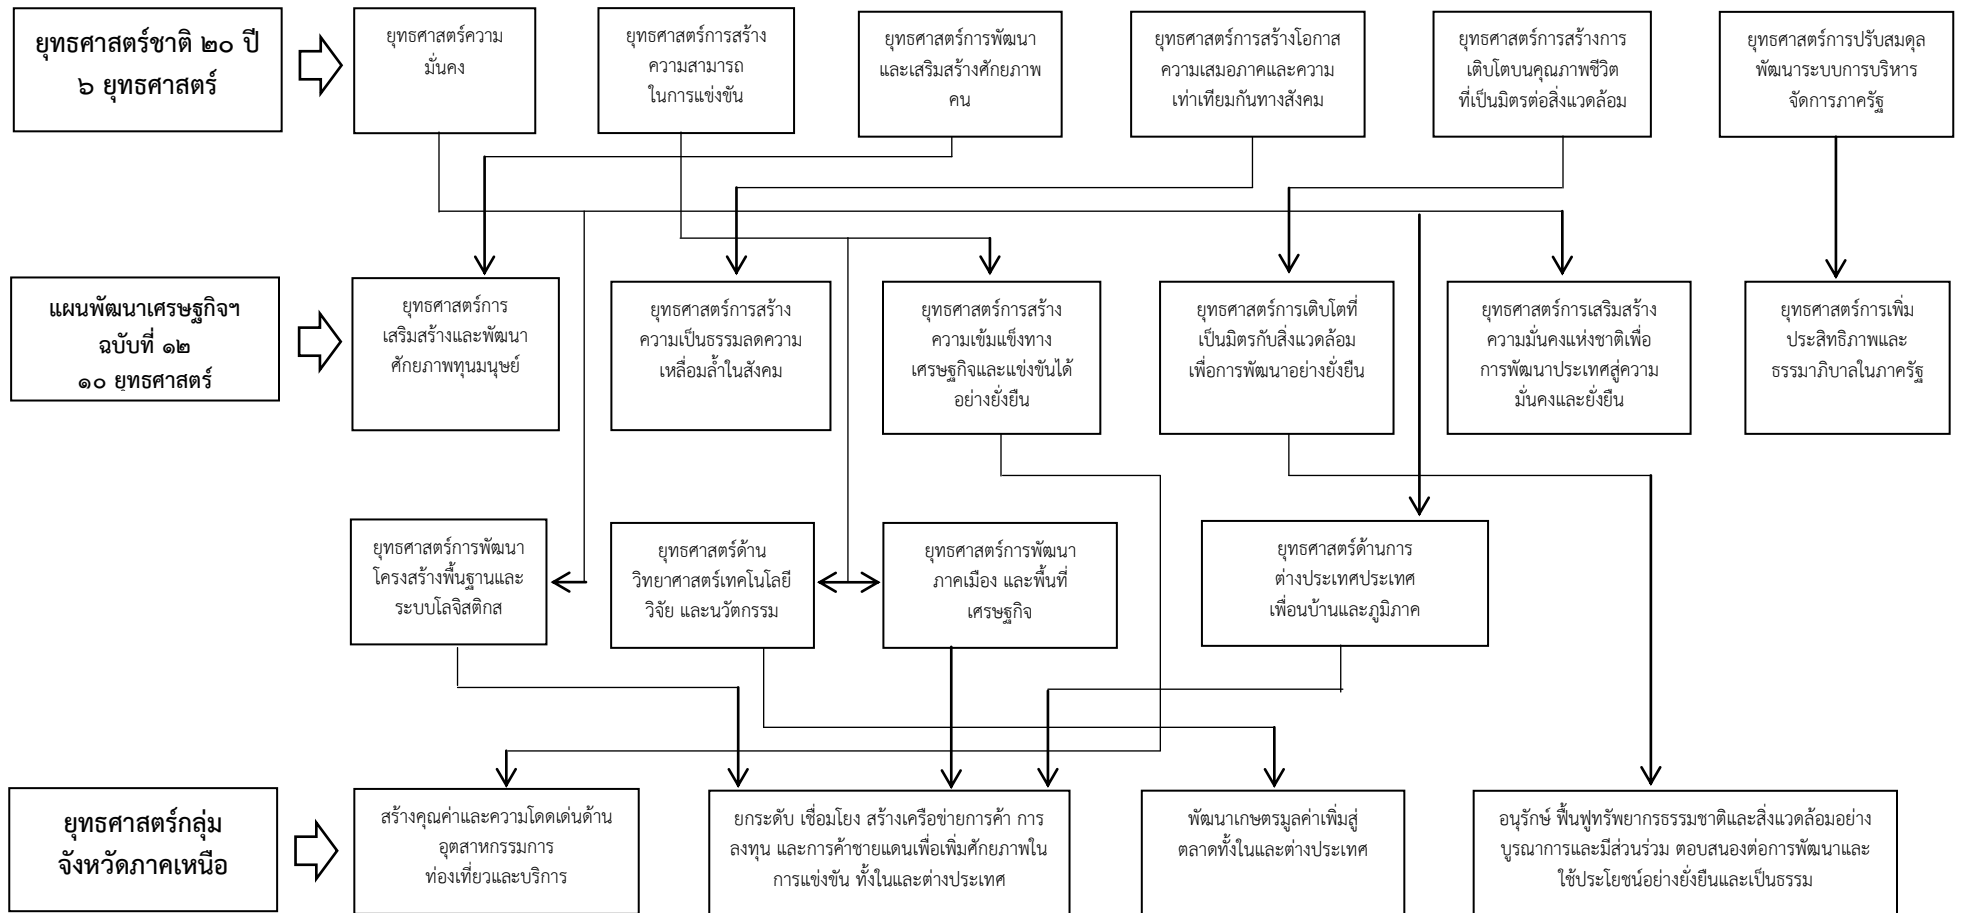 ยุทธศาสตร์ชาติ ๒๐ ปี
๖ ยุทธศาสตร์
ยุทธศาสตร์ความ
มั่นคง
ยุทธศาสตร์การสร้าง
ความสามารถ
ในการแข่งขัน
ยุทธศาสตร์การพัฒนา
และเสริมสร้างศักยภาพ
คน
ยุทธศาสตร์การสร้างโอกาส
ความเสมอภาคและความ
เท่าเทียมกันทางสังคม
ยุทธศาสตร์การสร้างการ
เติบโตบนคุณภาพชีวิต
ที่เป็นมิตรต่อสิ่งแวดล้อม
ยุทธศาสตร์การปรับสมดุล
พัฒนาระบบการบริหาร
จัดการภาครัฐ
แผนพัฒนาเศรษฐกิจฯ
ฉบับที่ ๑๒
๑๐ ยุทธศาสตร์
ยุทธศาสตร์การ
เสริมสร้างและพัฒนา
ศักยภาพทุนมนุษย์
ยุทธศาสตร์การสร้าง
ความเป็นธรรมลดความ
เหลื่อมล้ำในสังคม
ยุทธศาสตร์การสร้าง
ความเข้มแข็งทาง
เศรษฐกิจและแข่งขันได้
อย่างยั่งยืน
ยุทธศาสตร์การเติบโตที่
เป็นมิตรกับสิ่งแวดล้อม
เพื่อการพัฒนาอย่างยั่งยืน
ยุทธศาสตร์การเสริมสร้าง
ความมั่นคงแห่งชาติเพื่อ
การพัฒนาประเทศสู่ความ
มั่นคงและยั่งยืน
ยุทธศาสตร์การเพิ่ม
ประสิทธิภาพและ
ธรรมาภิบาลในภาครัฐ
ยุทธศาสตร์การพัฒนา
โครงสร้างพื้นฐานและ
ระบบโลจิสติกส
ยุทธศาสตร์ด้าน
วิทยาศาสตร์เทคโนโลยี
วิจัย และนวัตกรรม
ยุทธศาสตร์การพัฒนา
ภาคเมือง และพื้นที่
เศรษฐกิจ
ยุทธศาสตร์ด้านการ
ต่างประเทศประเทศ
เพื่อนบ้านและภูมิภาค
ยุทธศาสตร์กลุ่ม
จังหวัดภาคเหนือ
สร้างคุณค่าและความโดดเด่นด้าน
อุตสาหกรรมการ
ท่องเที่ยวและบริการ
ยกระดับ เชื่อมโยง สร้างเครือข่ายการค้า การ
ลงทุน และการค้าชายแดนเพื่อเพิ่มศักยภาพใน
การแข่งขัน ทั้งในและต่างประเทศ
พัฒนาเกษตรมูลค่าเพิ่มสู่
ตลาดทั้งในและต่างประเทศ
อนุรักษ์ ฟื้นฟูทรัพยากรธรรมชาติและสิ่งแวดล้อมอย่าง
บูรณาการและมีส่วนร่วม ตอบสนองต่อการพัฒนาและ
ใช้ประโยชน์อย่างยั่งยืนและเป็นธรรม